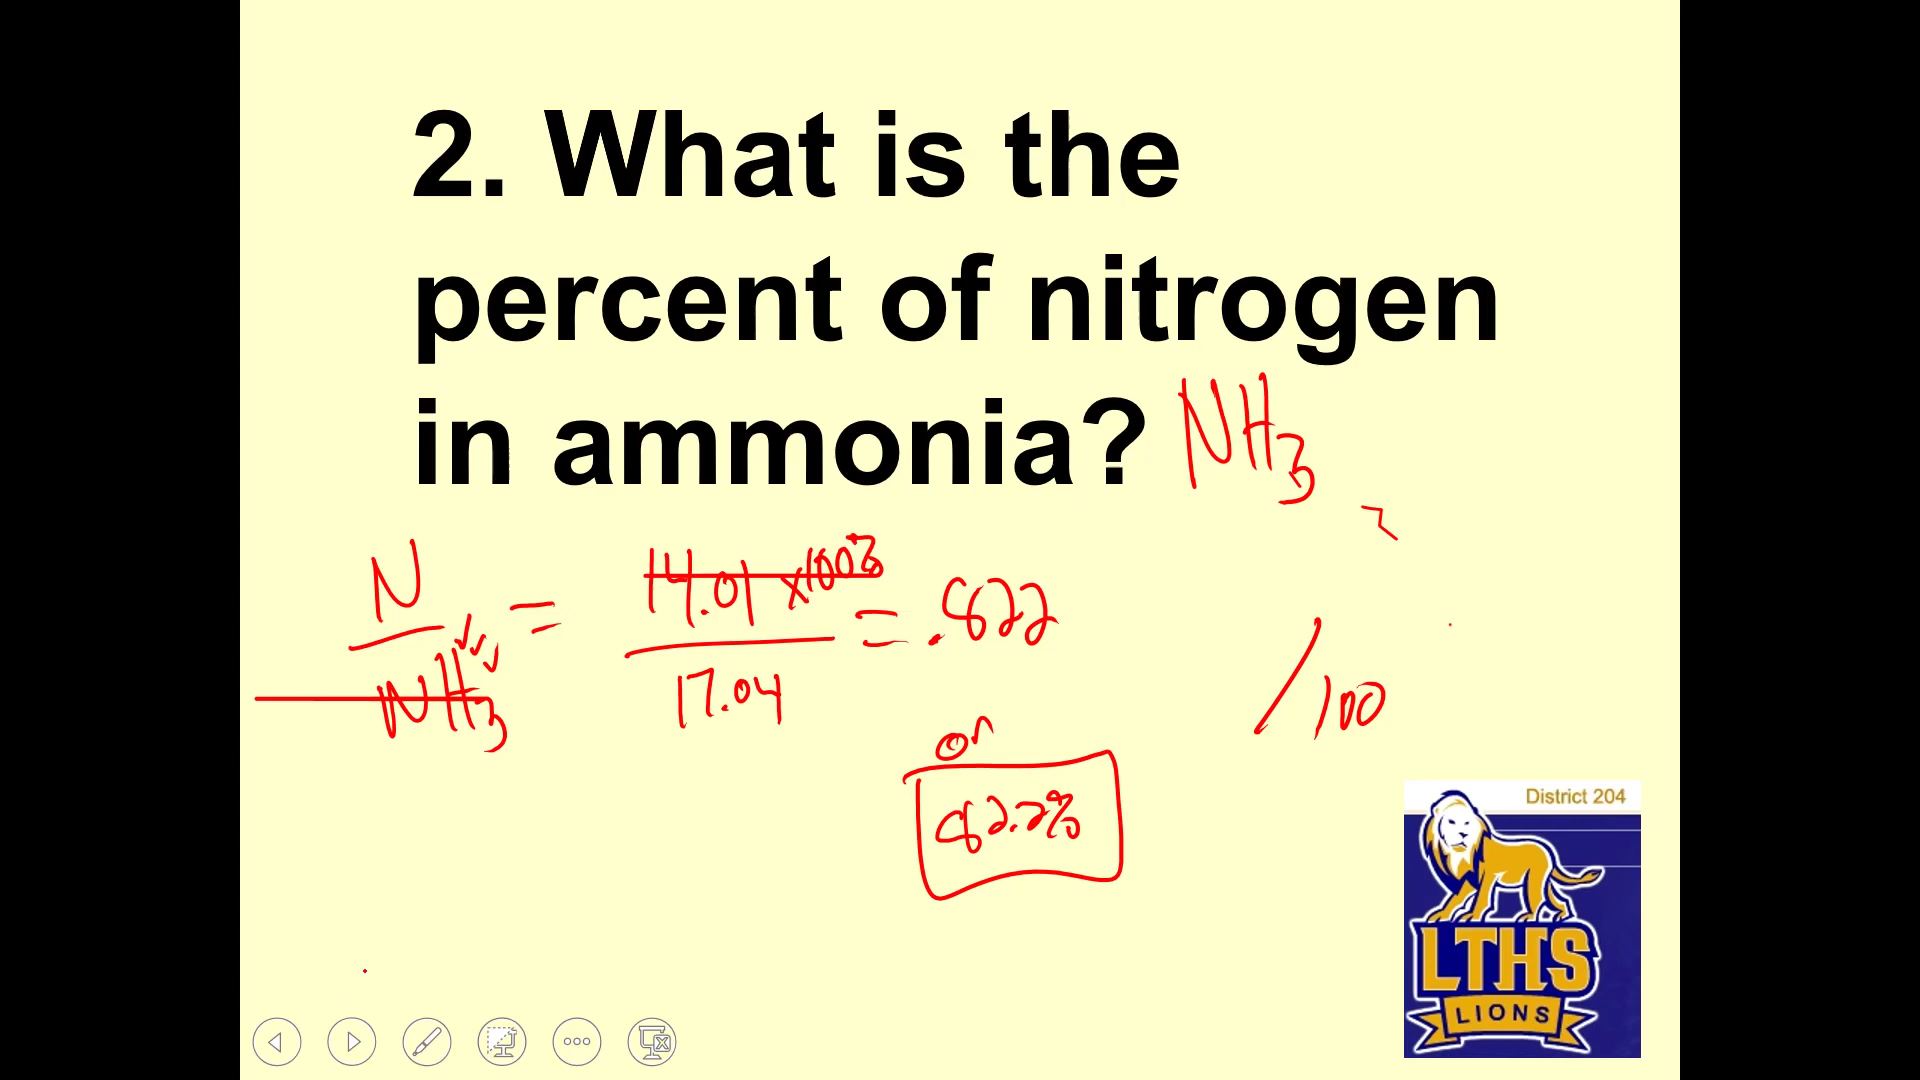 2. What is the
percent of nitrogen
in ammonia? NH3
N / NH3 = 14.01 x100% / 17.04 = .822
/100
or
82.2%
District 204
LTHS
LIONS